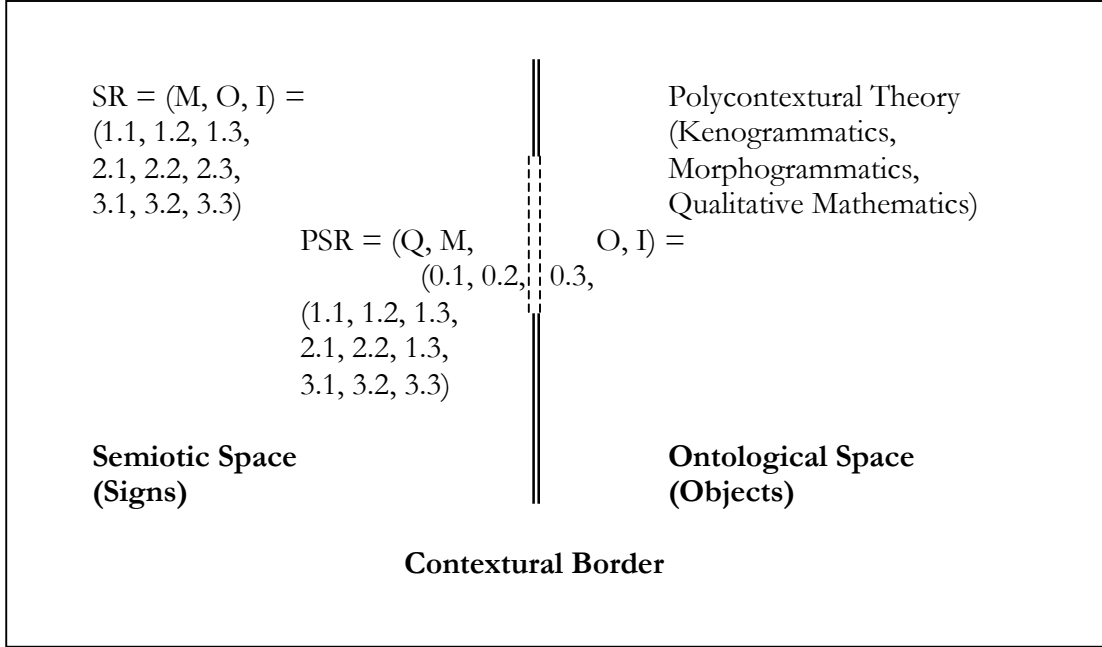 SR = (M, O, I) =
(1.1, 1.2, 1.3,
2.1, 2.2, 2.3,
3.1, 3.2, 3.3)
Polycontextural Theory
(Kenogrammatics,
Morphogrammatics,
Qualitative Mathematics)
PSR = (Q, M, O, I) =
(0.1, 0.2, 0.3,
(1.1, 1.2, 1.3,
2.1, 2.2, 1.3,
3.1, 3.2, 3.3)
Semiotic Space
(Signs)
Ontological Space
(Objects)
Contextural Border